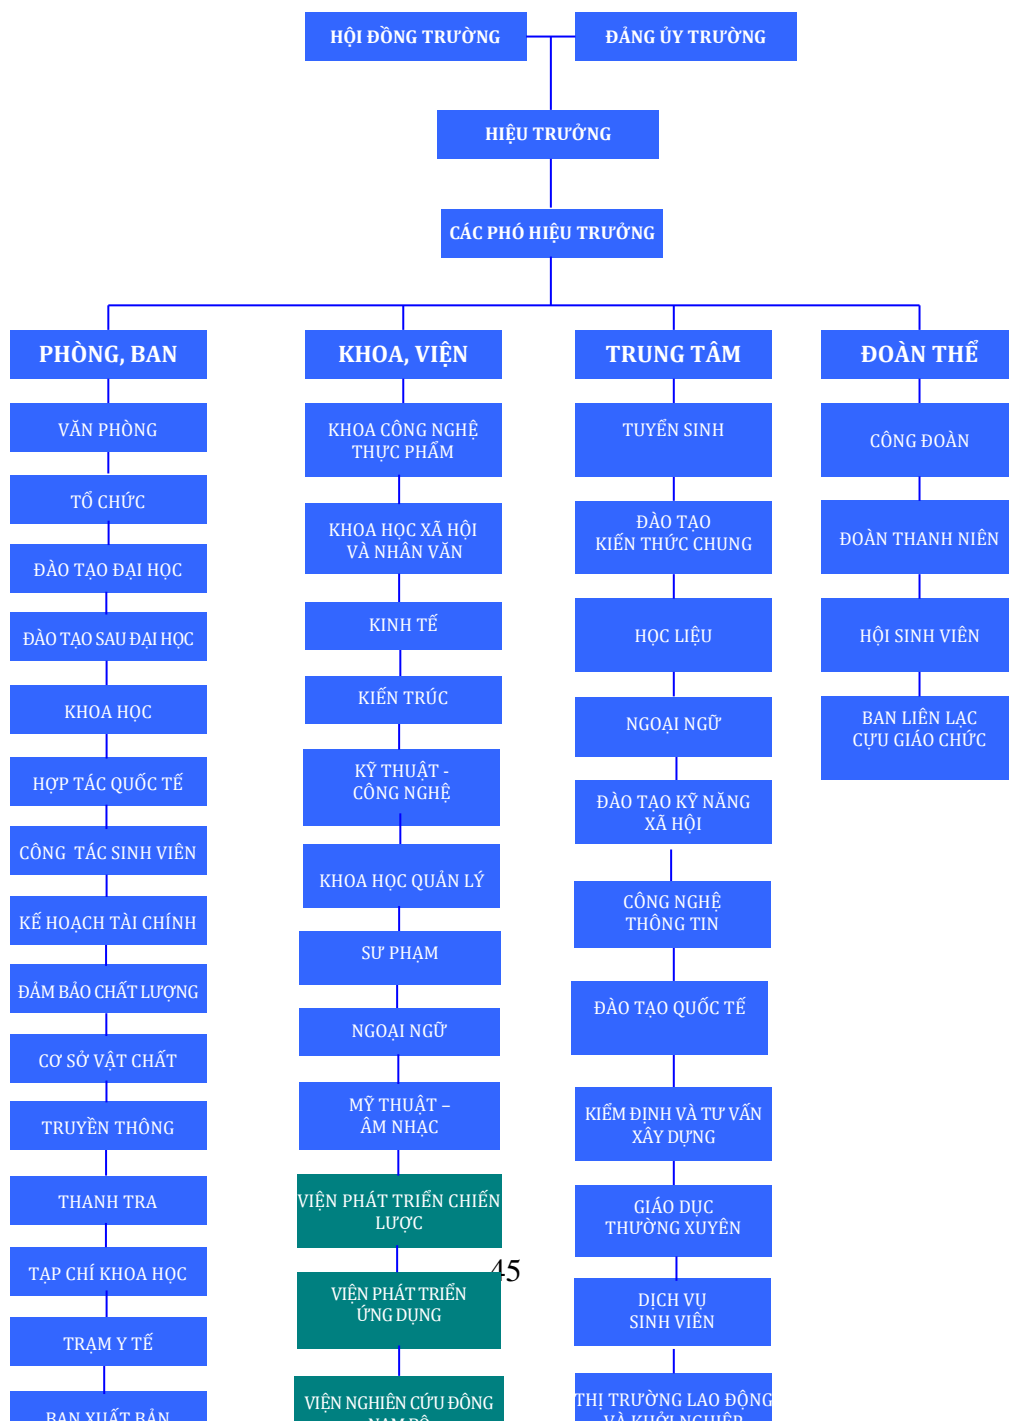 HỘI ĐỒNG TRƯỜNG
ĐẢNG ỦY TRƯỜNG
HIỆU TRƯỞNG
CÁC PHÓ HIỆU TRƯỞNG
PHÒNG, BAN
VĂN PHÒNG
TỔ CHỨC
ĐÀO TẠO ĐẠI HỌC
ĐÀO TẠO SAU ĐẠI HỌC
KHOA HỌC
HỢP TÁC QUỐC TẾ
CÔNG TÁC SINH VIÊN
KẾ HOẠCH TÀI CHÍNH
ĐẢM BẢO CHẤT LƯỢNG
CƠ SỞ VẬT CHẤT
TRUYỀN THÔNG
THANH TRA
TẠP CHÍ KHOA HỌC
TRẠM Y TẾ
BAN XUẤT BẢN
KHOA, VIỆN
KHOA CÔNG NGHỆ
THỰC PHẨM
KHOA HỌC XÃ HỘI
VÀ NHÂN VĂN
KINH TẾ
KIẾN TRÚC
KỸ THUẬT -
CÔNG NGHỆ
KHOA HỌC QUẢN LÝ
SƯ PHẠM
NGOẠI NGỮ
MỸ THUẬT –
ÂM NHẠC
VIỆN PHÁT TRIỂN CHIẾN
LƯỢC
VIỆN PHÁT TRIỂN
ỨNG DỤNG
VIỆN NGHIÊN CỨU ĐÔNG
NAM BỘ
TRUNG TÂM
TUYỂN SINH
ĐÀO TẠO
KIẾN THỨC CHUNG
HỌC LIỆU
NGOẠI NGỮ
ĐÀO TẠO KỸ NĂNG
XÃ HỘI
CÔNG NGHỆ
THÔNG TIN
ĐÀO TẠO QUỐC TẾ
KIỂM ĐỊNH VÀ TƯ VẤN
XÂY DỰNG
GIÁO DỤC
THƯỜNG XUYÊN
DỊCH VỤ
SINH VIÊN
THỊ TRƯỜNG LAO ĐỘNG
VÀ KHỞI NGHIỆP
ĐOÀN THỂ
CÔNG ĐOÀN
ĐOÀN THANH NIÊN
HỘI SINH VIÊN
BAN LIÊN LẠC
CỰU GIÁO CHỨC
45